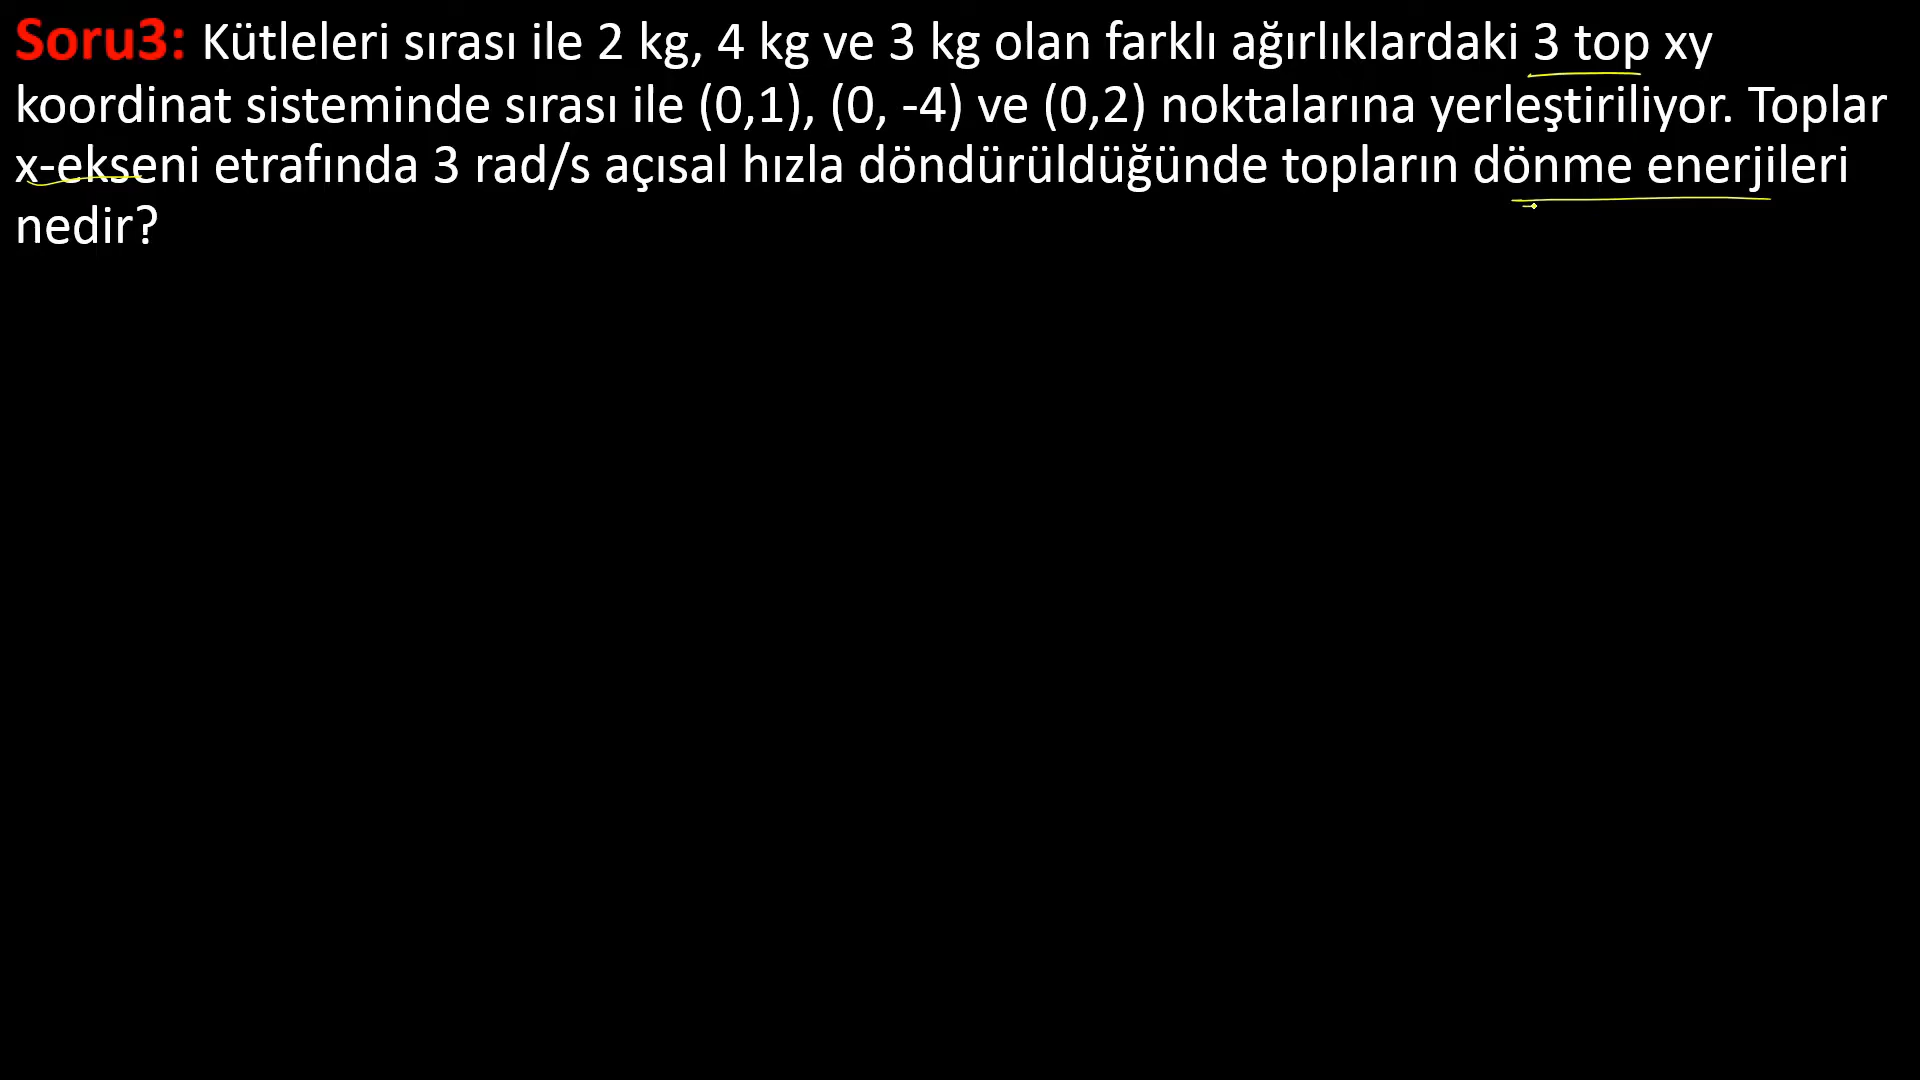 Soru3: Kütleleri sırası ile 2 kg, 4 kg ve 3 kg olan farklı ağırlıklardaki 3 top xy
koordinat sisteminde sırası ile (0,1), (0, -4) ve (0,2) noktalarına yerleştiriliyor. Toplar
x-ekseni etrafında 3 rad/s açısal hızla döndürüldüğünde topların dönme enerjileri
nedir?